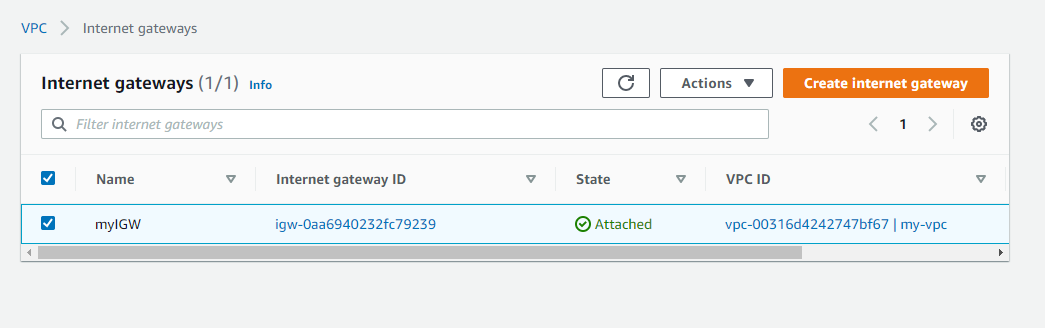 VPC > Internet gateways
Internet gateways (1/1) Info Actions Create internet gateway
Filter internet gateways 1
Name Internet gateway ID State VPC ID
myIGW igw-0aa6940232fc79239 Attached vpc-00316d4242747bf67 | my-vpc